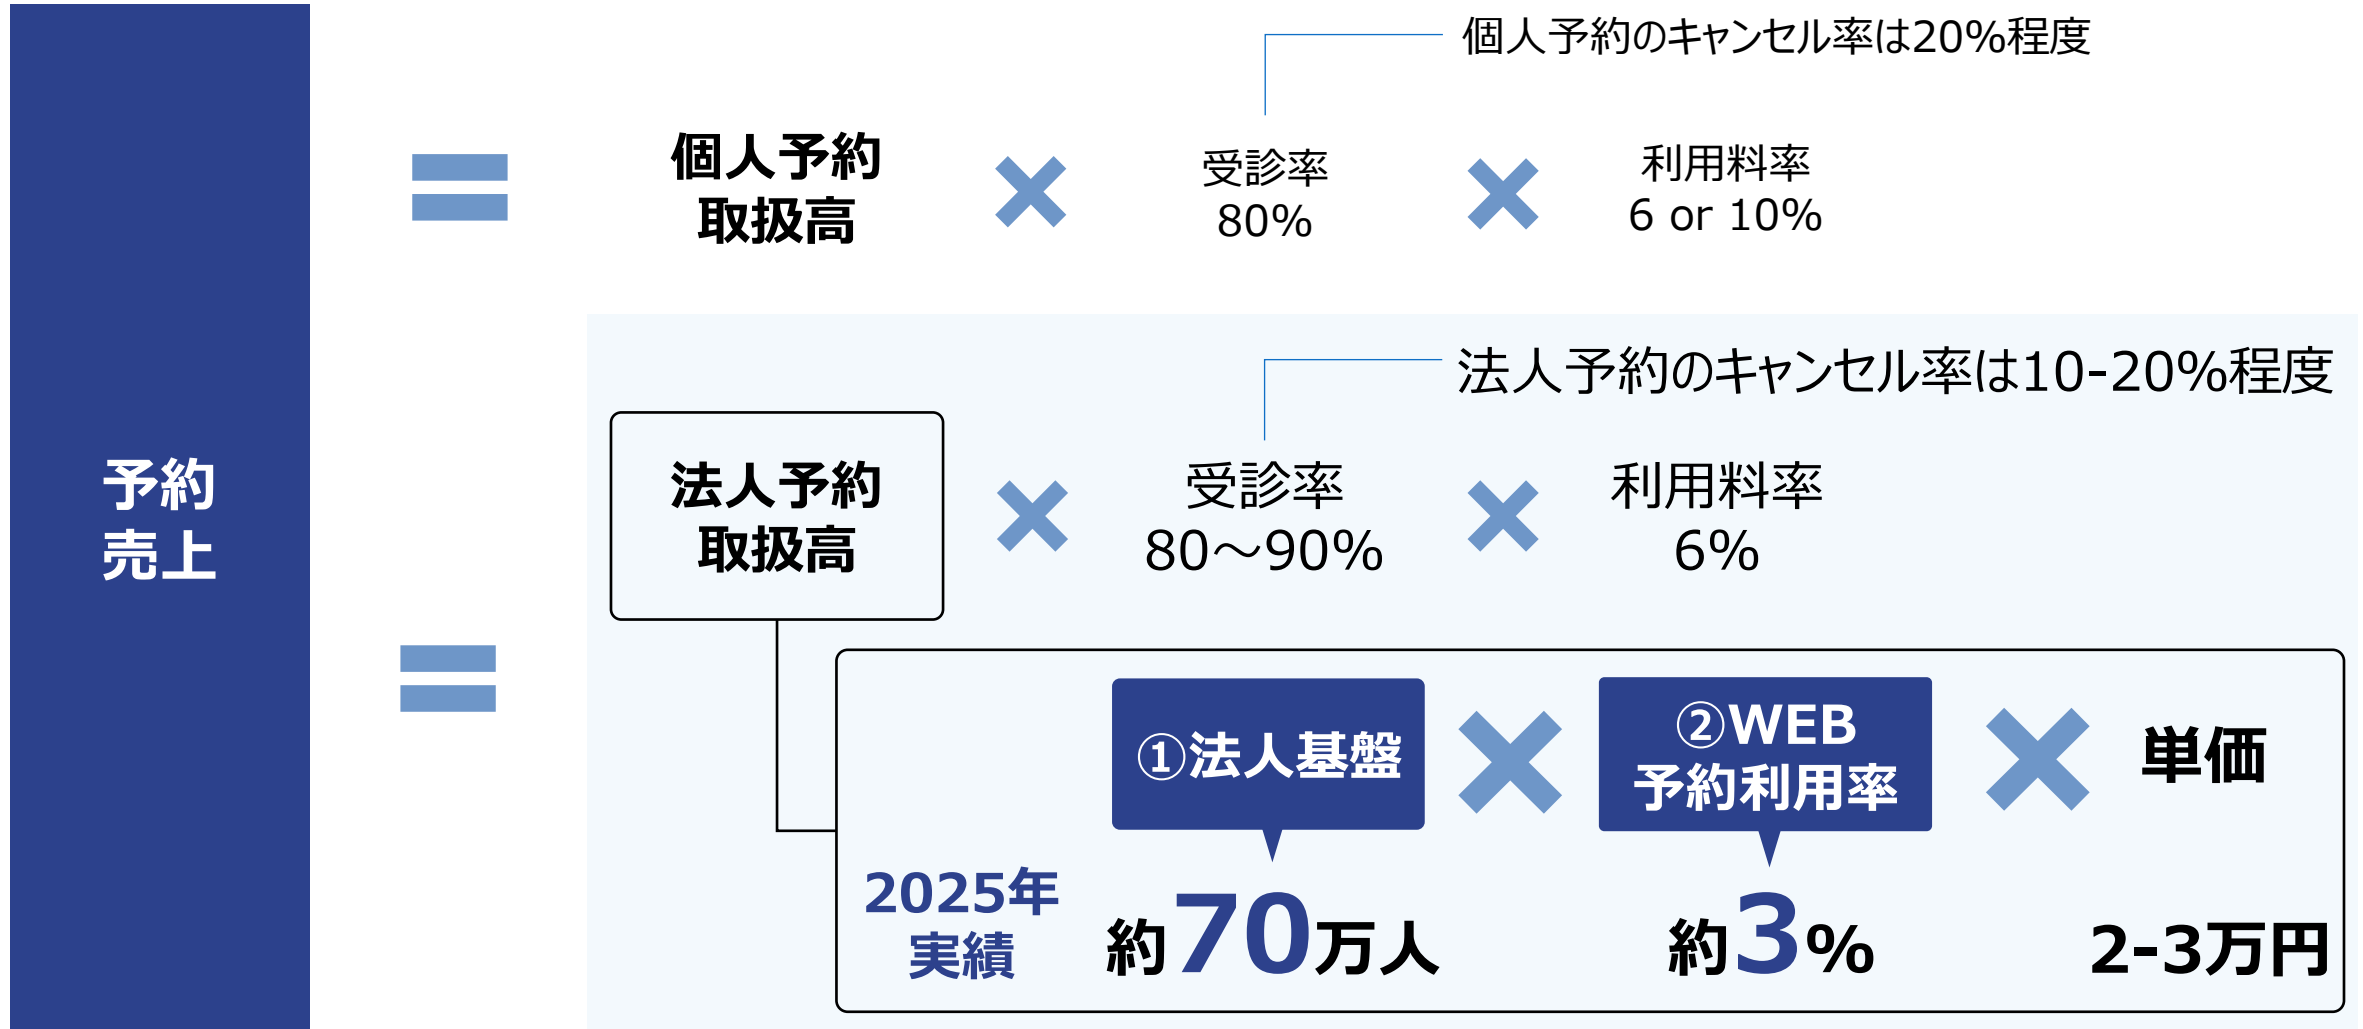 予約
売上
個人予約のキャンセル率は20%程度
個人予約
取扱高
受診率
80%
利用料率
6 or 10%
法人予約のキャンセル率は10-20%程度
法人予約
取扱高
受診率
80～90%
利用料率
6%
①法人基盤
②WEB
予約利用率
単価
2025年
実績
約70万人
約3%
2-3万円